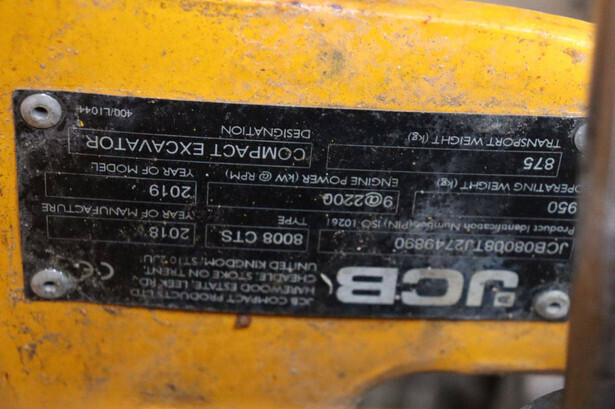 JCB
JCB COMPACT PRODUCTS LTD
HAREWOOD ESTATE, LEEK RD.
CHEADLE, STOKE ON TRENT,
UNITED KINGDOM, ST10 2JU
CE
Product Identification Number(PIN) ISO 10261
JCB08008TJ2749890
TYPE
8008 CTS
YEAR OF MANUFACTURE
2018
OPERATING WEIGHT (kg)
950
ENGINE POWER (kW @ RPM)
9@2200
YEAR OF MODEL
2019
TRANSPORT WEIGHT (kg)
875
DESIGNATION
COMPACT EXCAVATOR
400/L1044